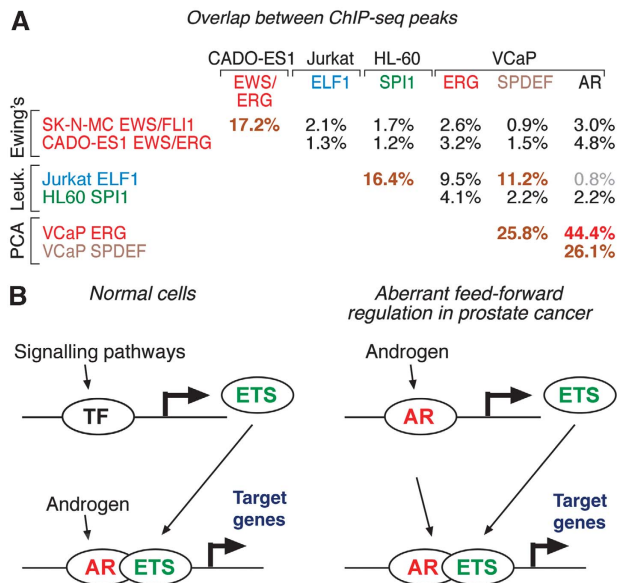 A
Overlap between ChIP-seq peaks
CADO-ES1 Jurkat HL-60 VCaP
EWS/ ELF1 SPI1 ERG SPDEF AR
ERG
Ewing's
SK-N-MC EWS/FLI1 17.2% 2.1% 1.7% 2.6% 0.9% 3.0%
CADO-ES1 EWS/ERG 1.3% 1.2% 3.2% 1.5% 4.8%
Leuk.
Jurkat ELF1 16.4% 9.5% 11.2% 0.8%
HL60 SPI1 4.1% 2.2% 2.2%
PCA
VCaP ERG 25.8% 44.4%
VCaP SPDEF 26.1%
B
Normal cells
Signalling pathways
TF
ETS
Androgen
Target
genes
AR ETS
Aberrant feed-forward
regulation in prostate cancer
Androgen
AR
ETS
Target
genes
AR ETS